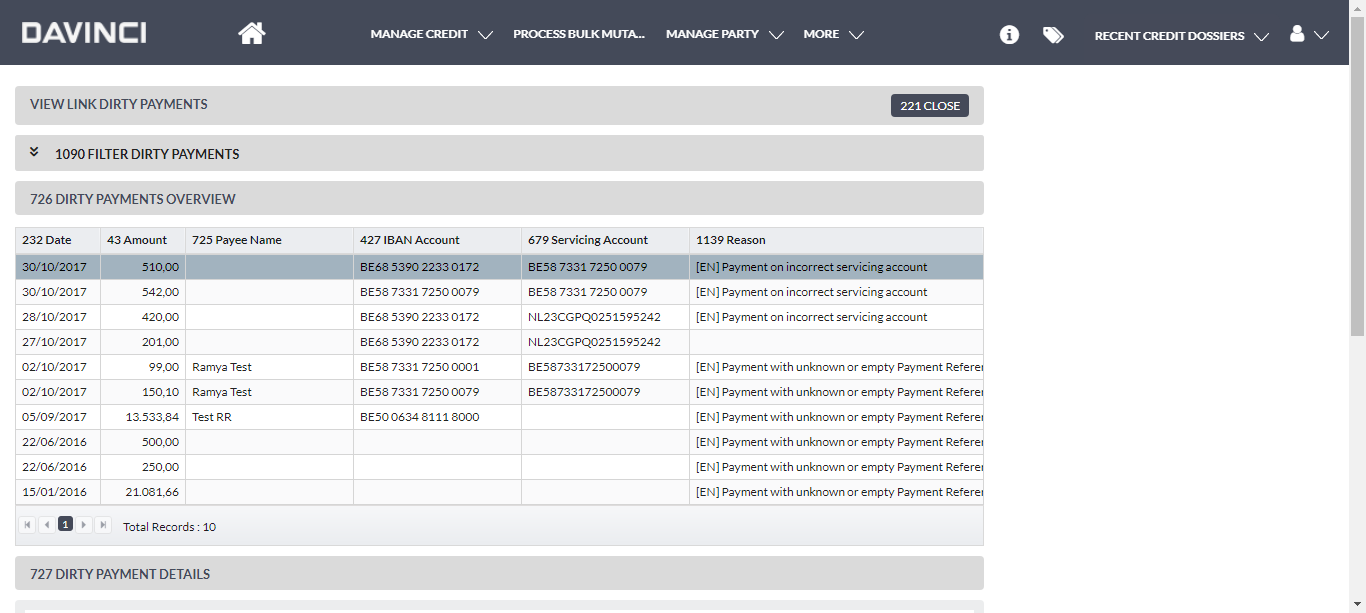 DAVINCI
MANAGE CREDIT PROCESS BULK MUTA... MANAGE PARTY MORE RECENT CREDIT DOSSIERS
VIEW LINK DIRTY PAYMENTS 221 CLOSE
1090 FILTER DIRTY PAYMENTS
726 DIRTY PAYMENTS OVERVIEW
232 Date 43 Amount 725 Payee Name 427 IBAN Account 679 Servicing Account 1139 Reason
30/10/2017 510,00 BE68 5390 2233 0172 BE58 7331 7250 0079 [EN] Payment on incorrect servicing account
30/10/2017 542,00 BE58 7331 7250 0079 BE58 7331 7250 0079 [EN] Payment on incorrect servicing account
28/10/2017 420,00 BE68 5390 2233 0172 NL23CGPQ0251595242 [EN] Payment on incorrect servicing account
27/10/2017 201,00 BE68 5390 2233 0172 NL23CGPQ0251595242
02/10/2017 99,00 Ramya Test BE58 7331 7250 0001 BE58733172500079 [EN] Payment with unknown or empty Payment Referen
02/10/2017 150,10 Ramya Test BE58 7331 7250 0079 BE58733172500079 [EN] Payment with unknown or empty Payment Referen
05/09/2017 13.533,84 Test RR BE50 0634 8111 8000 [EN] Payment with unknown or empty Payment Referen
22/06/2016 500,00 [EN] Payment with unknown or empty Payment Referen
22/06/2016 250,00 [EN] Payment with unknown or empty Payment Referen
15/01/2016 21.081,66 [EN] Payment with unknown or empty Payment Referen
1 Total Records : 10
727 DIRTY PAYMENT DETAILS